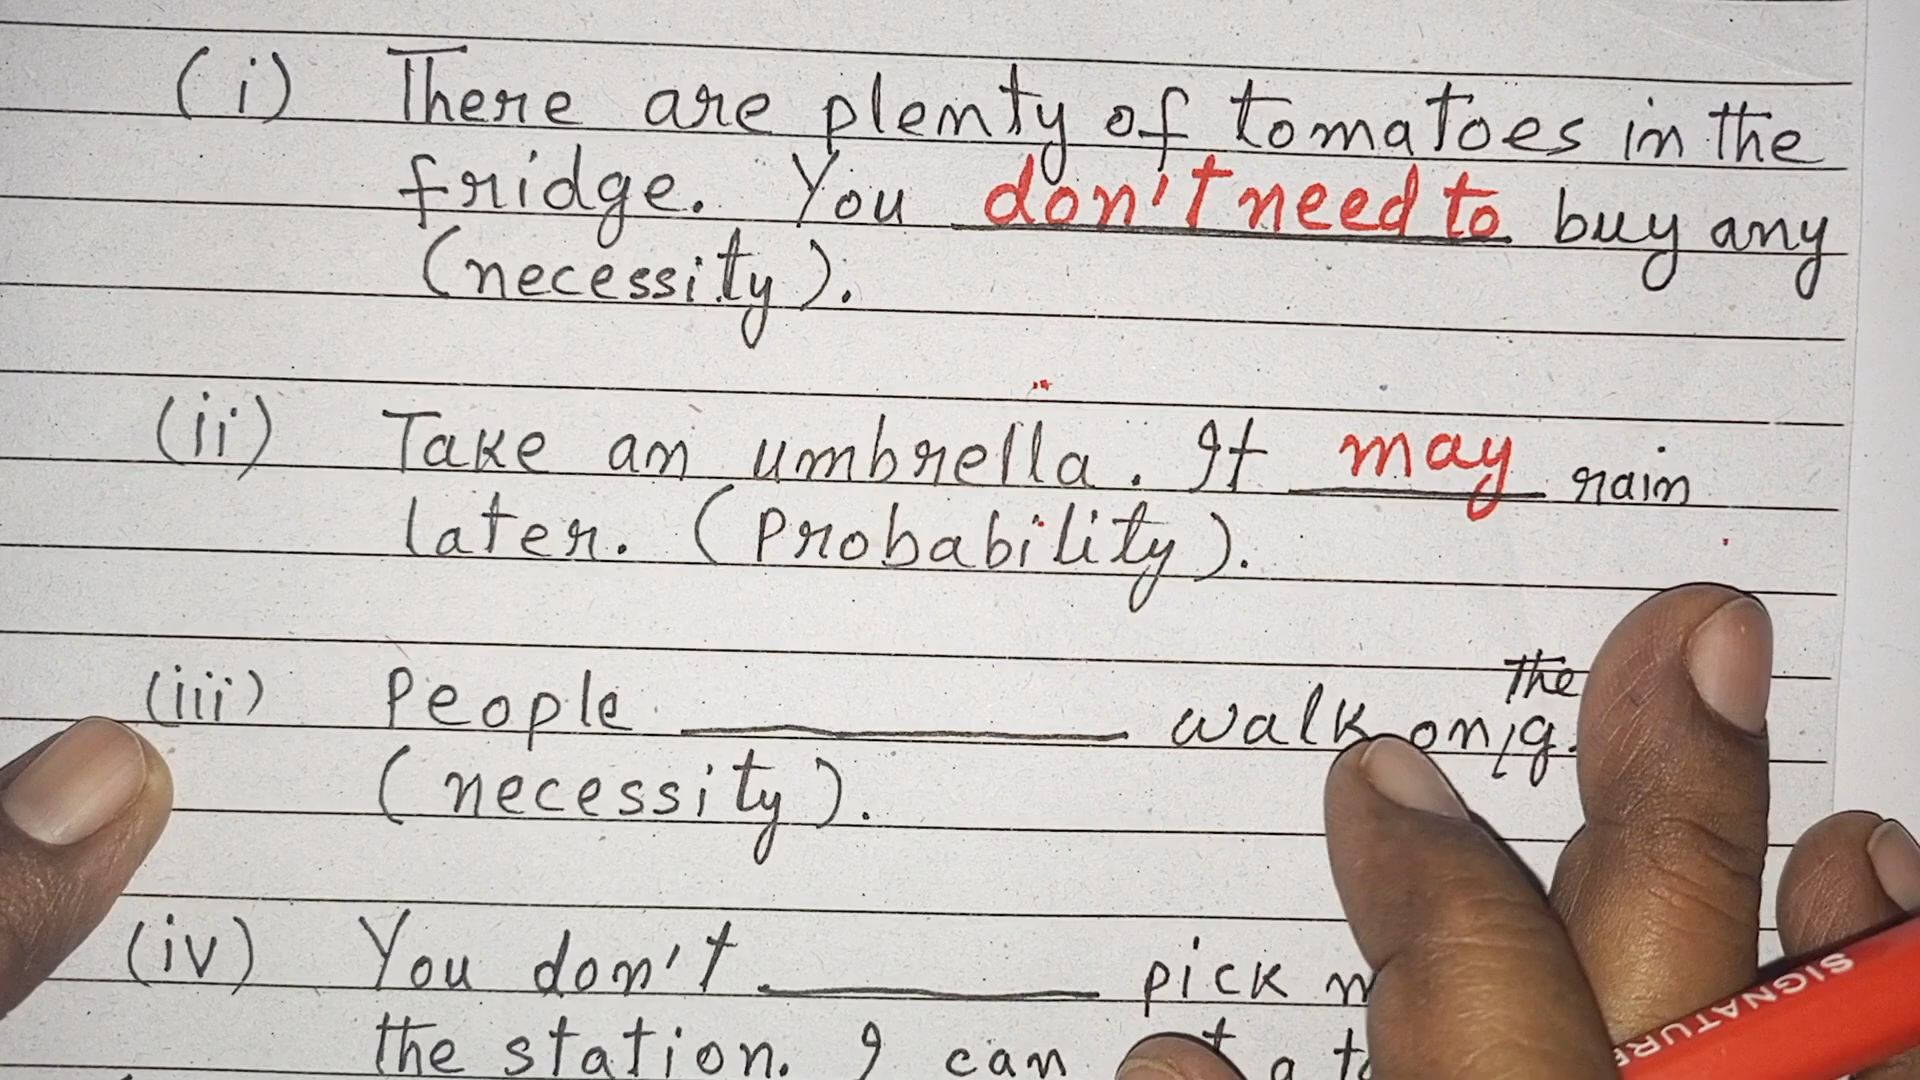 (i) There are plenty of tomatoes in the
fridge. You don't need to buy any
(necessity).
(ii) Take an umbrella. It may rain
later. (Probability).
(iii) People ______ walk on the g
(necessity).
(iv) You don't ______ pick
the station. I can a
SIGNATURE